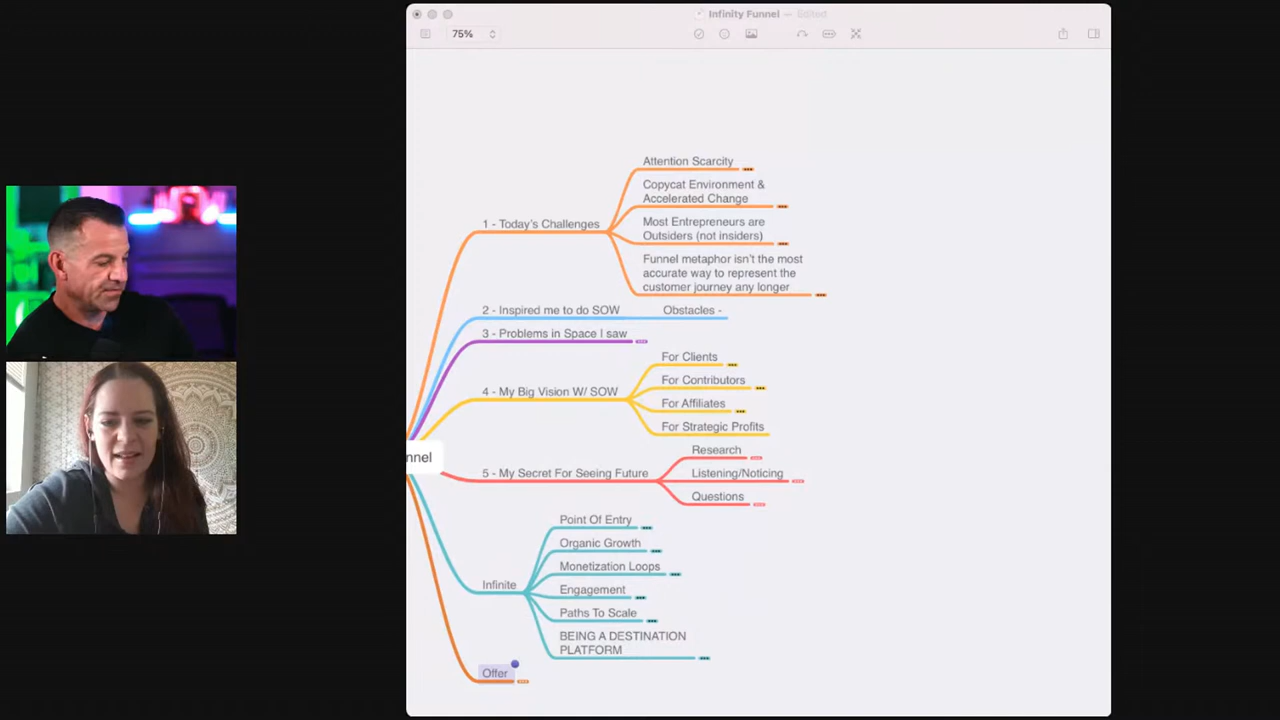 Infinity Funnel — Edited
75%
Attention Scarcity
Copycat Environment &
Accelerated Change
1 - Today's Challenges
Most Entrepreneurs are
Outsiders (not insiders)
Funnel metaphor isn't the most
accurate way to represent the
customer journey any longer
2 - Inspired me to do SOW
Obstacles -
3 - Problems in Space I saw
For Clients
For Contributors
4 - My Big Vision W/ SOW
For Affiliates
For Strategic Profits
nnel
Research
5 - My Secret For Seeing Future
Listening/Noticing
Questions
Point Of Entry
Organic Growth
Monetization Loops
Infinite
Engagement
Paths To Scale
BEING A DESTINATION
PLATFORM
Offer